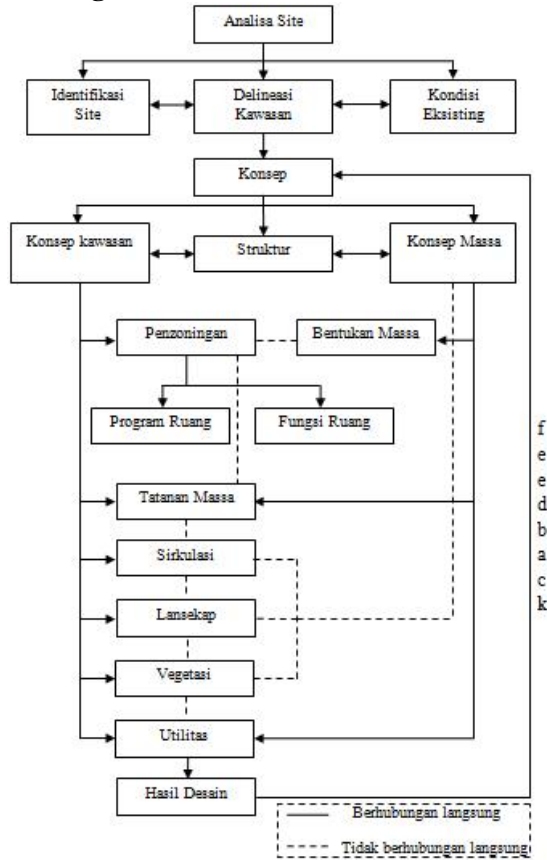 Analisa Site
Identifikasi
Site
Delineasi
Kawasan
Kondisi
Eksisting
Konsep
Konsep kawasan
Struktur
Konsep Massa
Penzoningan
Bentukan Massa
Program Ruang
Fungsi Ruang
Tatanan Massa
Sirkulasi
Lansekap
Vegetasi
Utilitas
Hasil Desain
f
e
e
d
b
a
c
k
Berhubungan langsung
Tidak berhubungan langsung